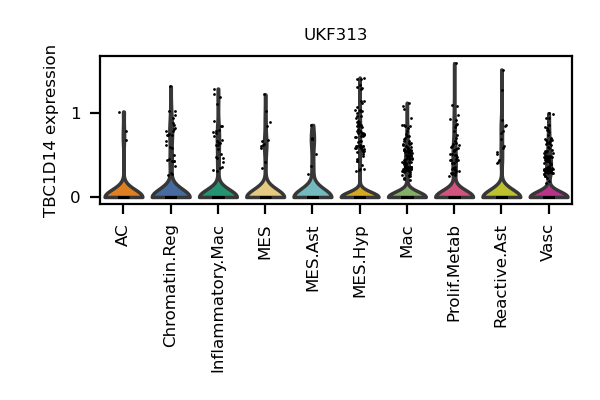 UKF313
TBC1D14 expression
1
0
AC
Chromatin.Reg
Inflammatory.Mac
MES
MES.Ast
MES.Hyp
Mac
Prolif.Metab
Reactive.Ast
Vasc